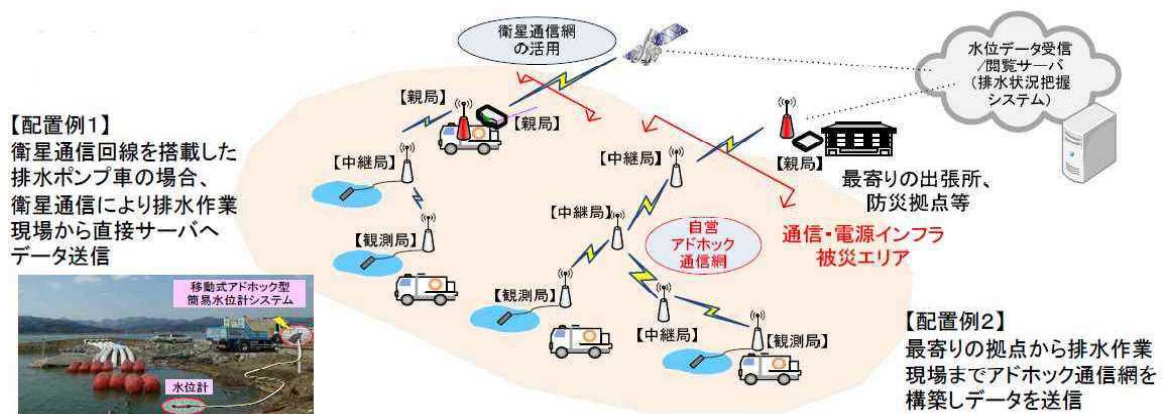 衛星通信網
の活用
水位データ受信
/閲覧サーバ
(排水状況把握
システム)
【配置例１】
衛星通信回線を搭載した
排水ポンプ車の場合、
衛星通信により排水作業
現場から直接サーバへ
データ送信
【親局】
【親局】
【中継局】
【観測局】
【中継局】
【中継局】
【観測局】
【中継局】
【観測局】
自営
アドホック
通信網
【親局】
最寄りの出張所、
防災拠点等
通信・電源インフラ
被災エリア
移動式アドホック型
簡易水位計システム
水位計
【配置例２】
最寄りの拠点から排水作業
現場までアドホック通信網を
構築しデータを送信